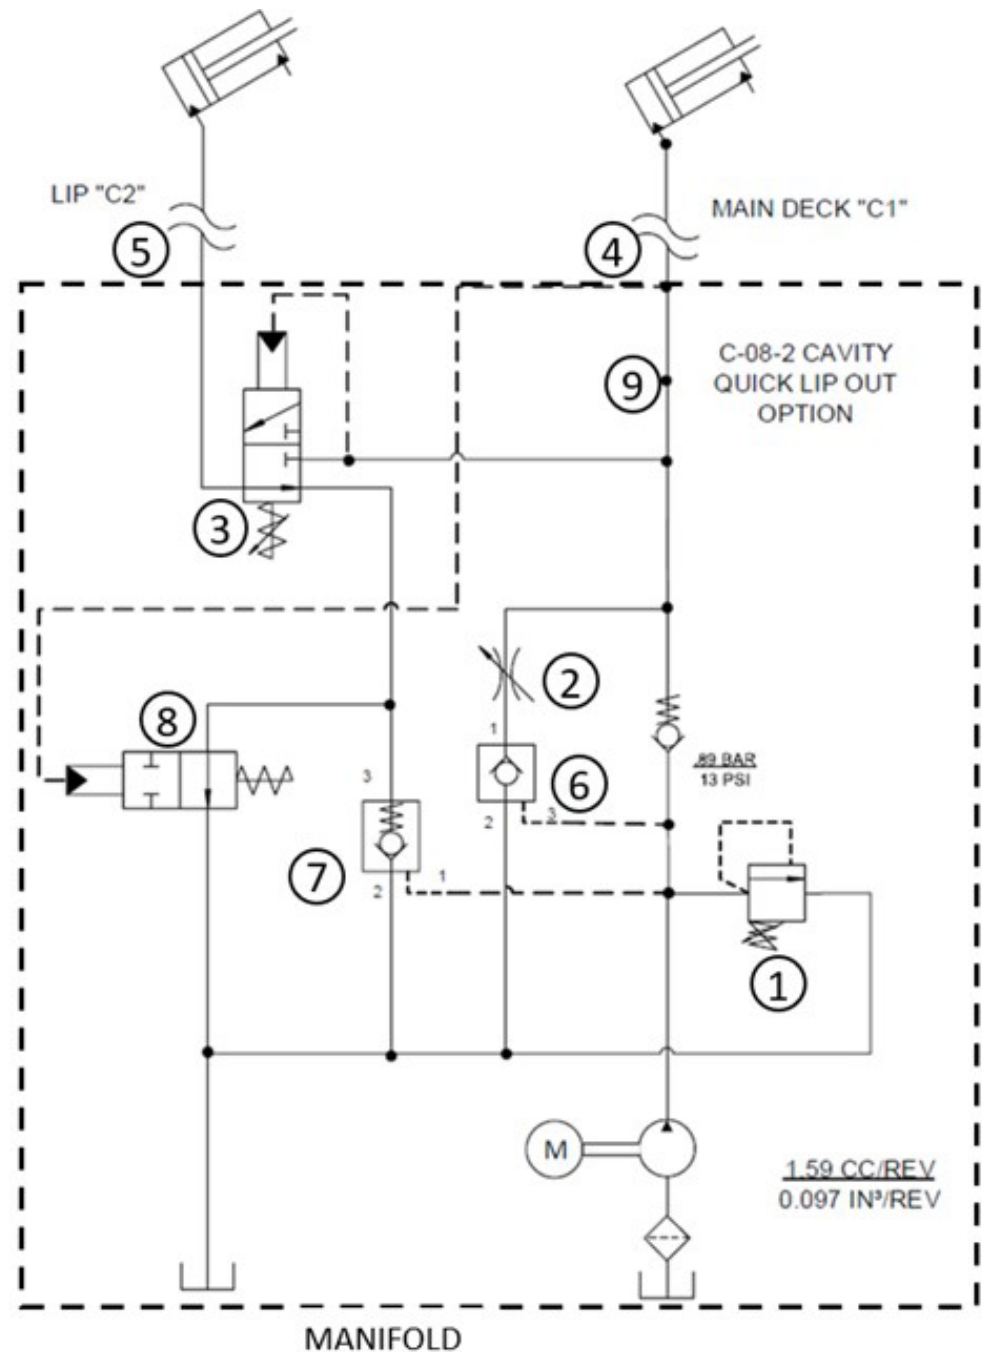 LIP "C2"
MAIN DECK "C1"
5
4
C-08-2 CAVITY
QUICK LIP OUT
OPTION
9
3
2
8
1
.89 BAR
13 PSI
3
6
2
3
7
1
2
1
M
1.59 CC/REV
0.097 IN³/REV
MANIFOLD